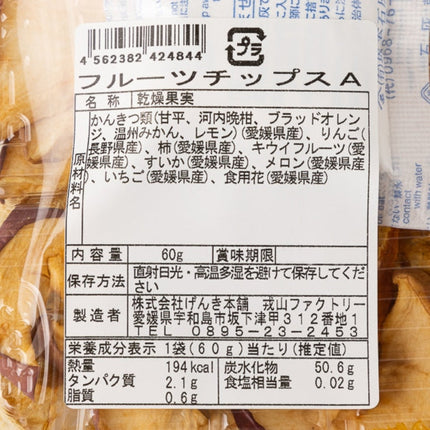 4 562382 424844
プラ
フルーツチップスA
名 称 乾燥果実
原材料名 かんきつ類(甘平、河内晩柑、ブラッドオレン
ジ、温州みかん、レモン)(愛媛県産)、りんご(
長野県産)、柿(愛媛県産)、キウイフルーツ(愛
媛県産)、すいか(愛媛県産)、メロン(愛媛県産)
、いちご(愛媛県産)、食用花(愛媛県産)
内 容 量 60g 賞味期限
保存方法 直射日光・高温多湿を避けて保存してくだ
さい
製 造 者 株式会社げんき本舗 戎山ファクトリー
愛媛県宇和島市坂下津甲312番地1
TEL 0895-23-2453
栄養成分表示 1袋(60g)当たり(推定値)
熱量 194kcal 炭水化物 50.6g
タンパク質 2.1g 食塩相当量 0.02g
脂質 0.6g
contact
with water